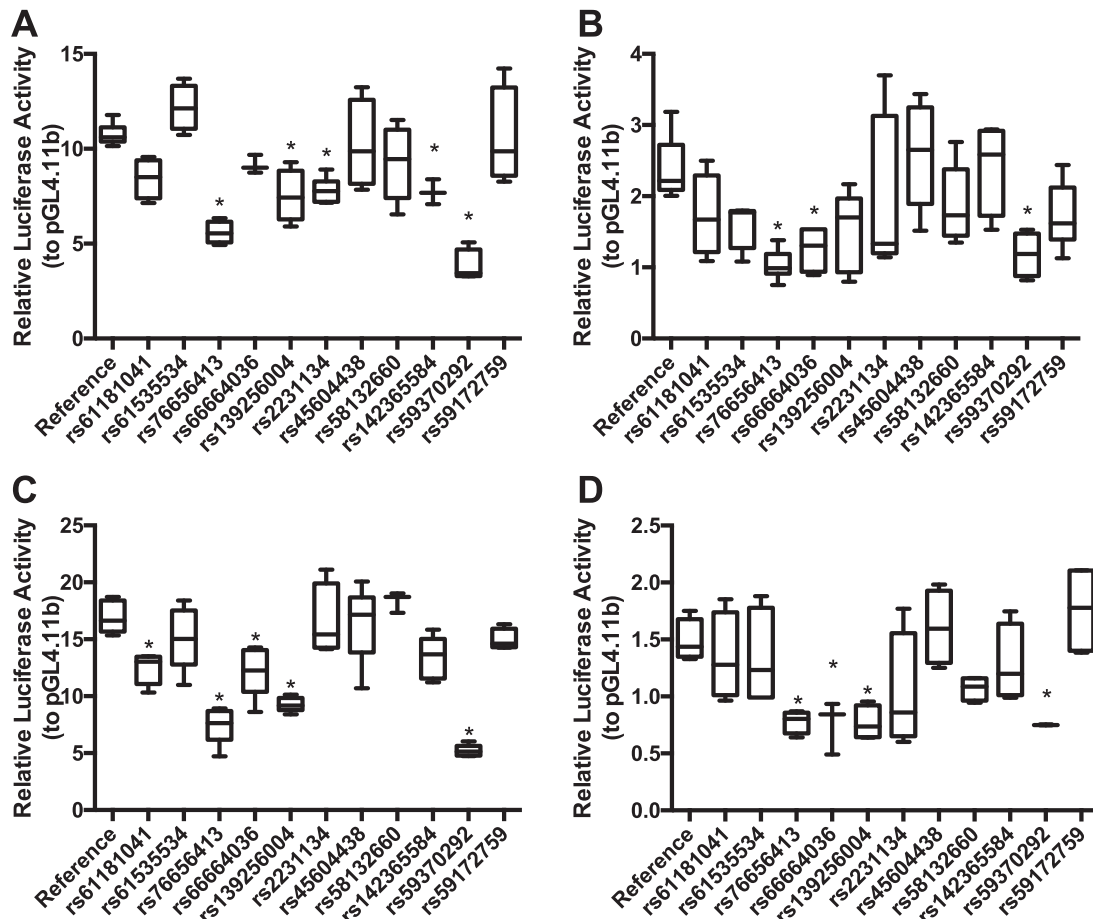 A
Relative Luciferase Activity
(to pGL4.11b)
15
10
5
0
* * * * *
Reference
rs61181041
rs61535534
rs76656413
rs66664036
rs139256004
rs2231134
rs45604438
rs58132660
rs142365584
rs59370292
rs59172759
B
Relative Luciferase Activity
(to pGL4.11b)
4
3
2
1
0
* * *
Reference
rs61181041
rs61535534
rs76656413
rs66664036
rs139256004
rs2231134
rs45604438
rs58132660
rs142365584
rs59370292
rs59172759
C
Relative Luciferase Activity
(to pGL4.11b)
25
20
15
10
5
0
* * * * *
Reference
rs61181041
rs61535534
rs76656413
rs66664036
rs139256004
rs2231134
rs45604438
rs58132660
rs142365584
rs59370292
rs59172759
D
Relative Luciferase Activity
(to pGL4.11b)
2.5
2.0
1.5
1.0
0.5
0.0
* * * *
Reference
rs61181041
rs61535534
rs76656413
rs66664036
rs139256004
rs2231134
rs45604438
rs58132660
rs142365584
rs59370292
rs59172759